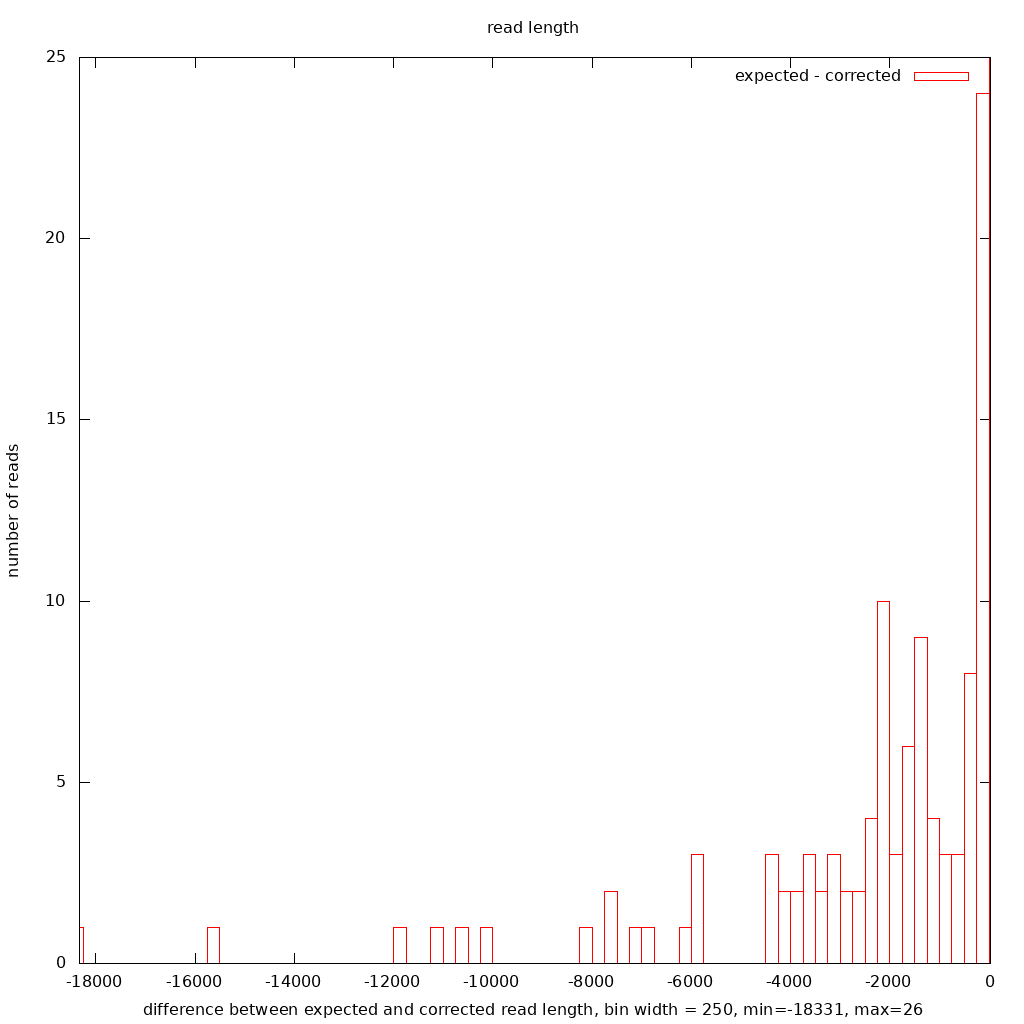 read length
expected - corrected
25
20
15
10
5
0
number of reads
-18000 -16000 -14000 -12000 -10000 -8000 -6000 -4000 -2000 0
difference between expected and corrected read length, bin width = 250, min=-18331, max=26